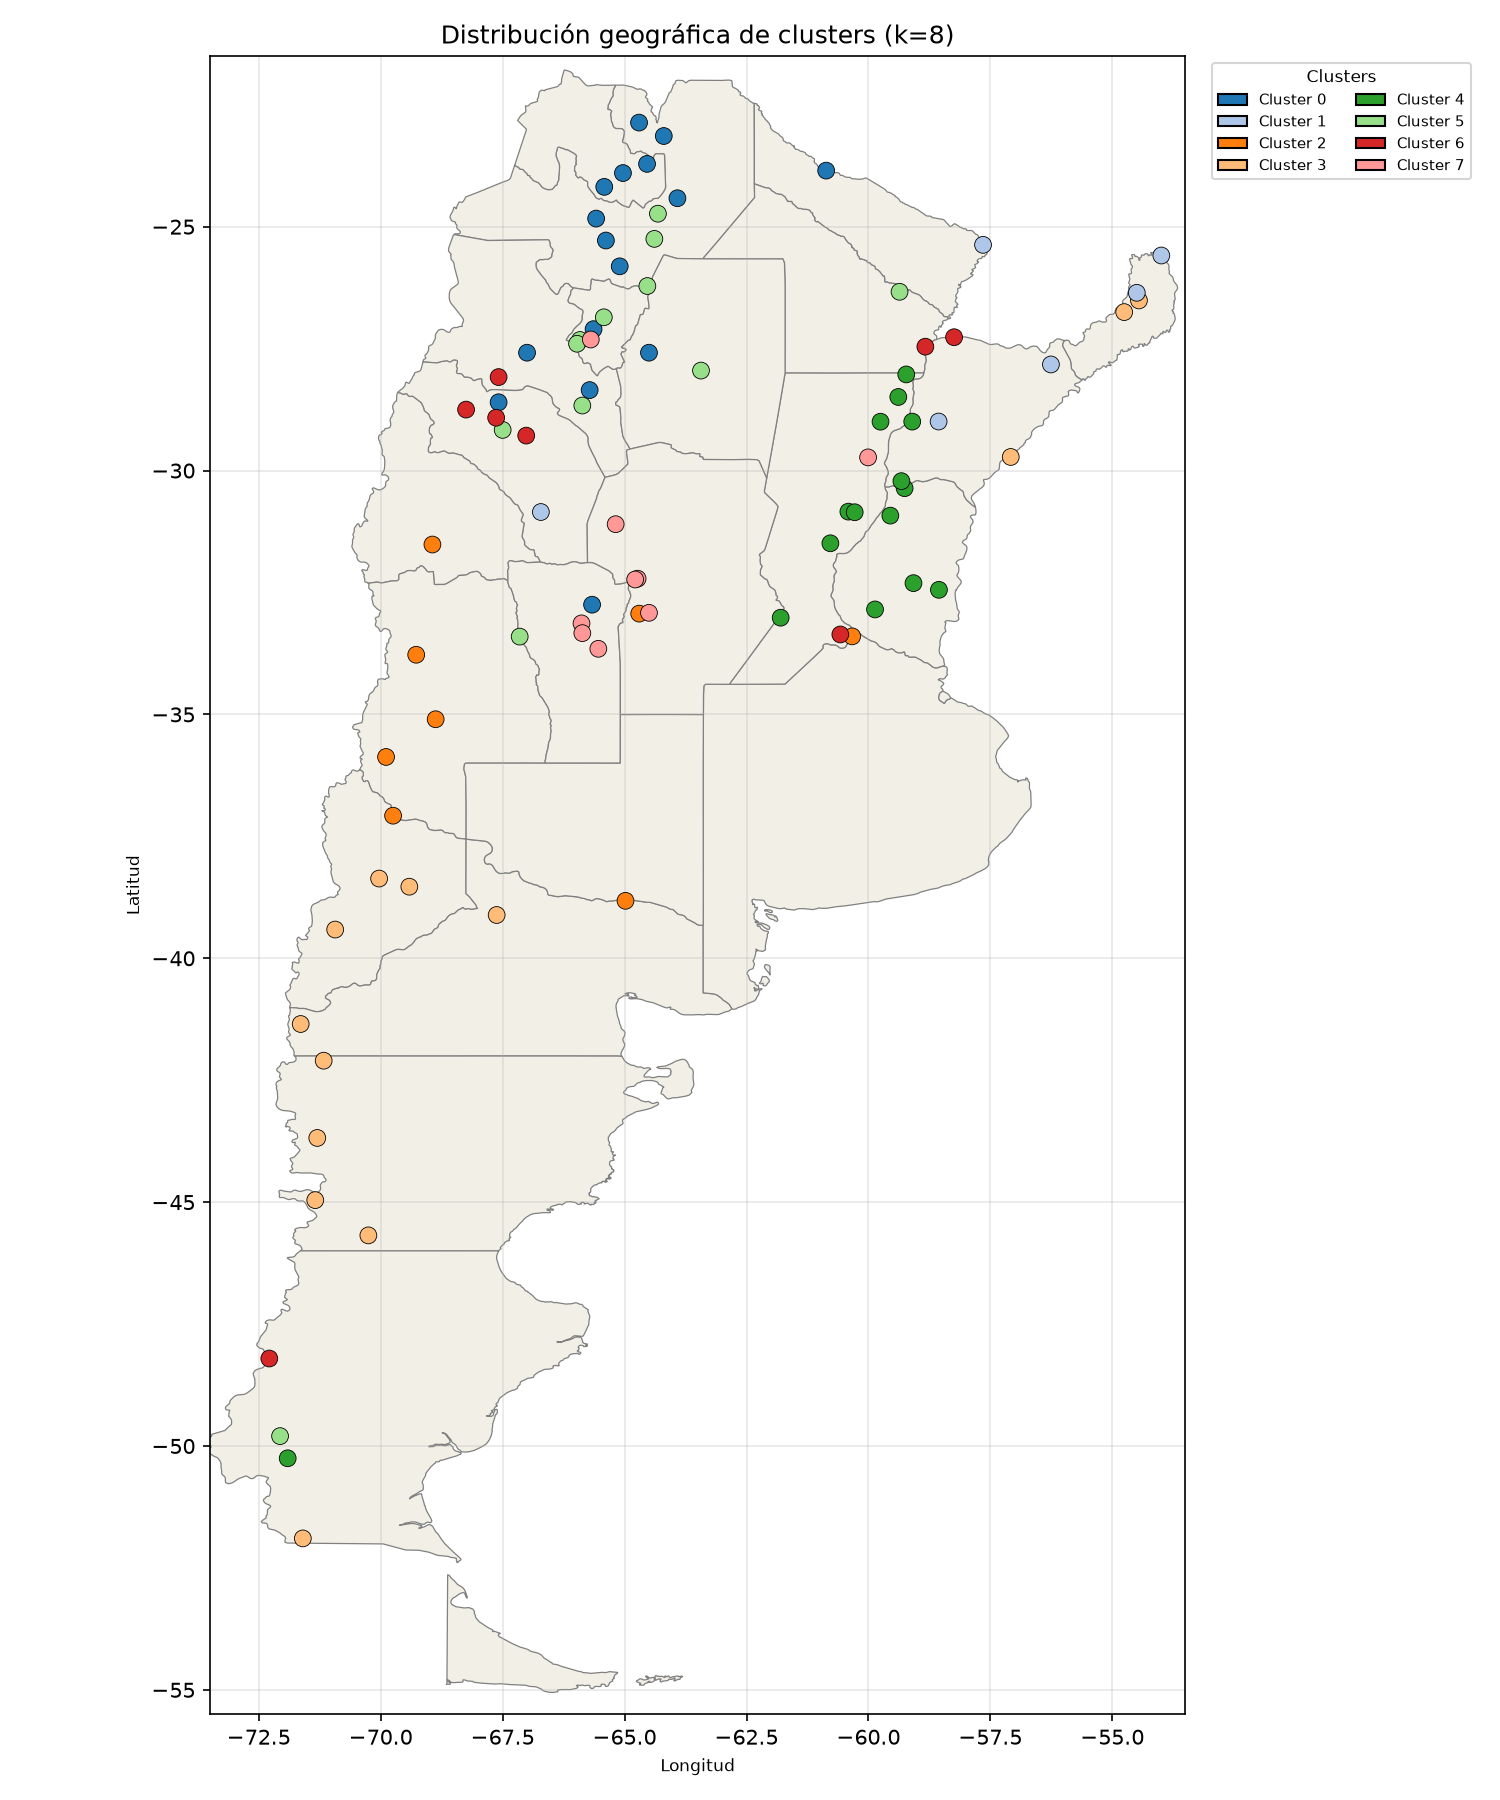 Distribución geográfica de clusters (k=8)
Clusters
Cluster 0
Cluster 1
Cluster 2
Cluster 3
Cluster 4
Cluster 5
Cluster 6
Cluster 7
−25
−30
−35
−40
−45
−50
−55
Latitud
−72.5 −70.0 −67.5 −65.0 −62.5 −60.0 −57.5 −55.0
Longitud